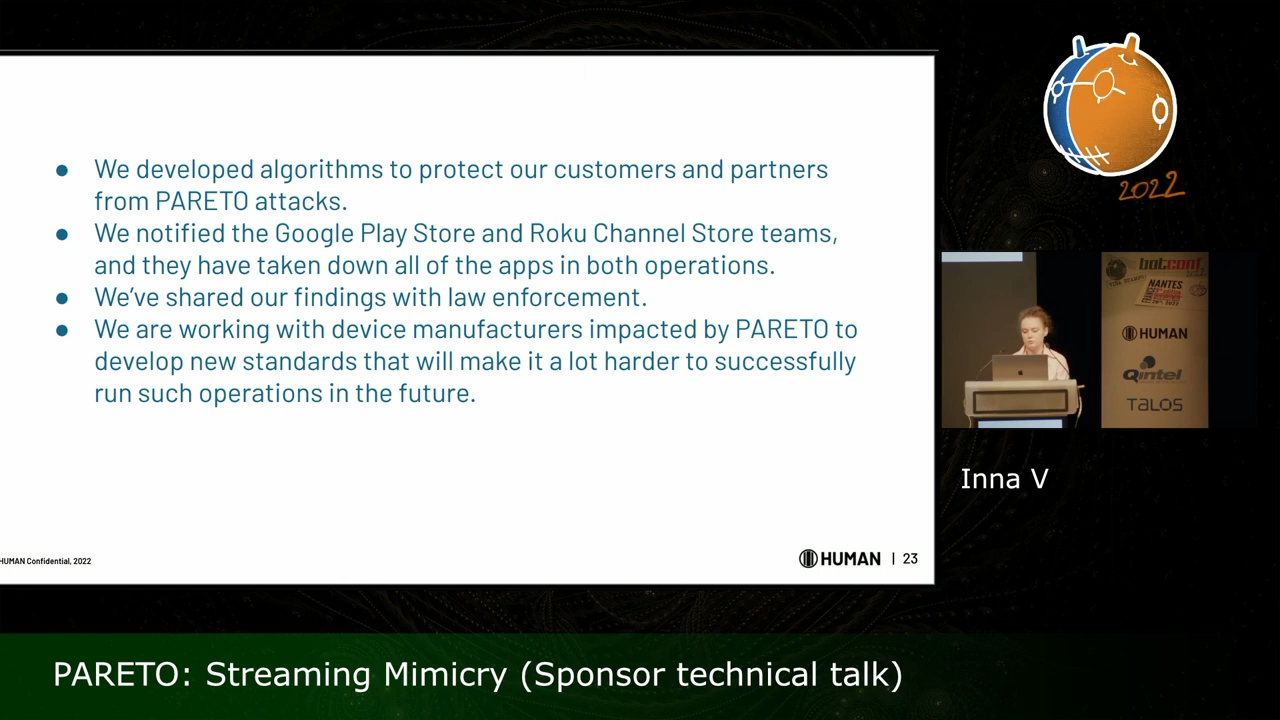 ● We developed algorithms to protect our customers and partners
from PARETO attacks.
● We notified the Google Play Store and Roku Channel Store teams,
and they have taken down all of the apps in both operations.
● We’ve shared our findings with law enforcement.
● We are working with device manufacturers impacted by PARETO to
develop new standards that will make it a lot harder to successfully
run such operations in the future.
HUMAN Confidential, 2022
HUMAN | 23
2022
botconf
NANTES
HUMAN
Qintel
TALOS
Inna V
PARETO: Streaming Mimicry (Sponsor technical talk)